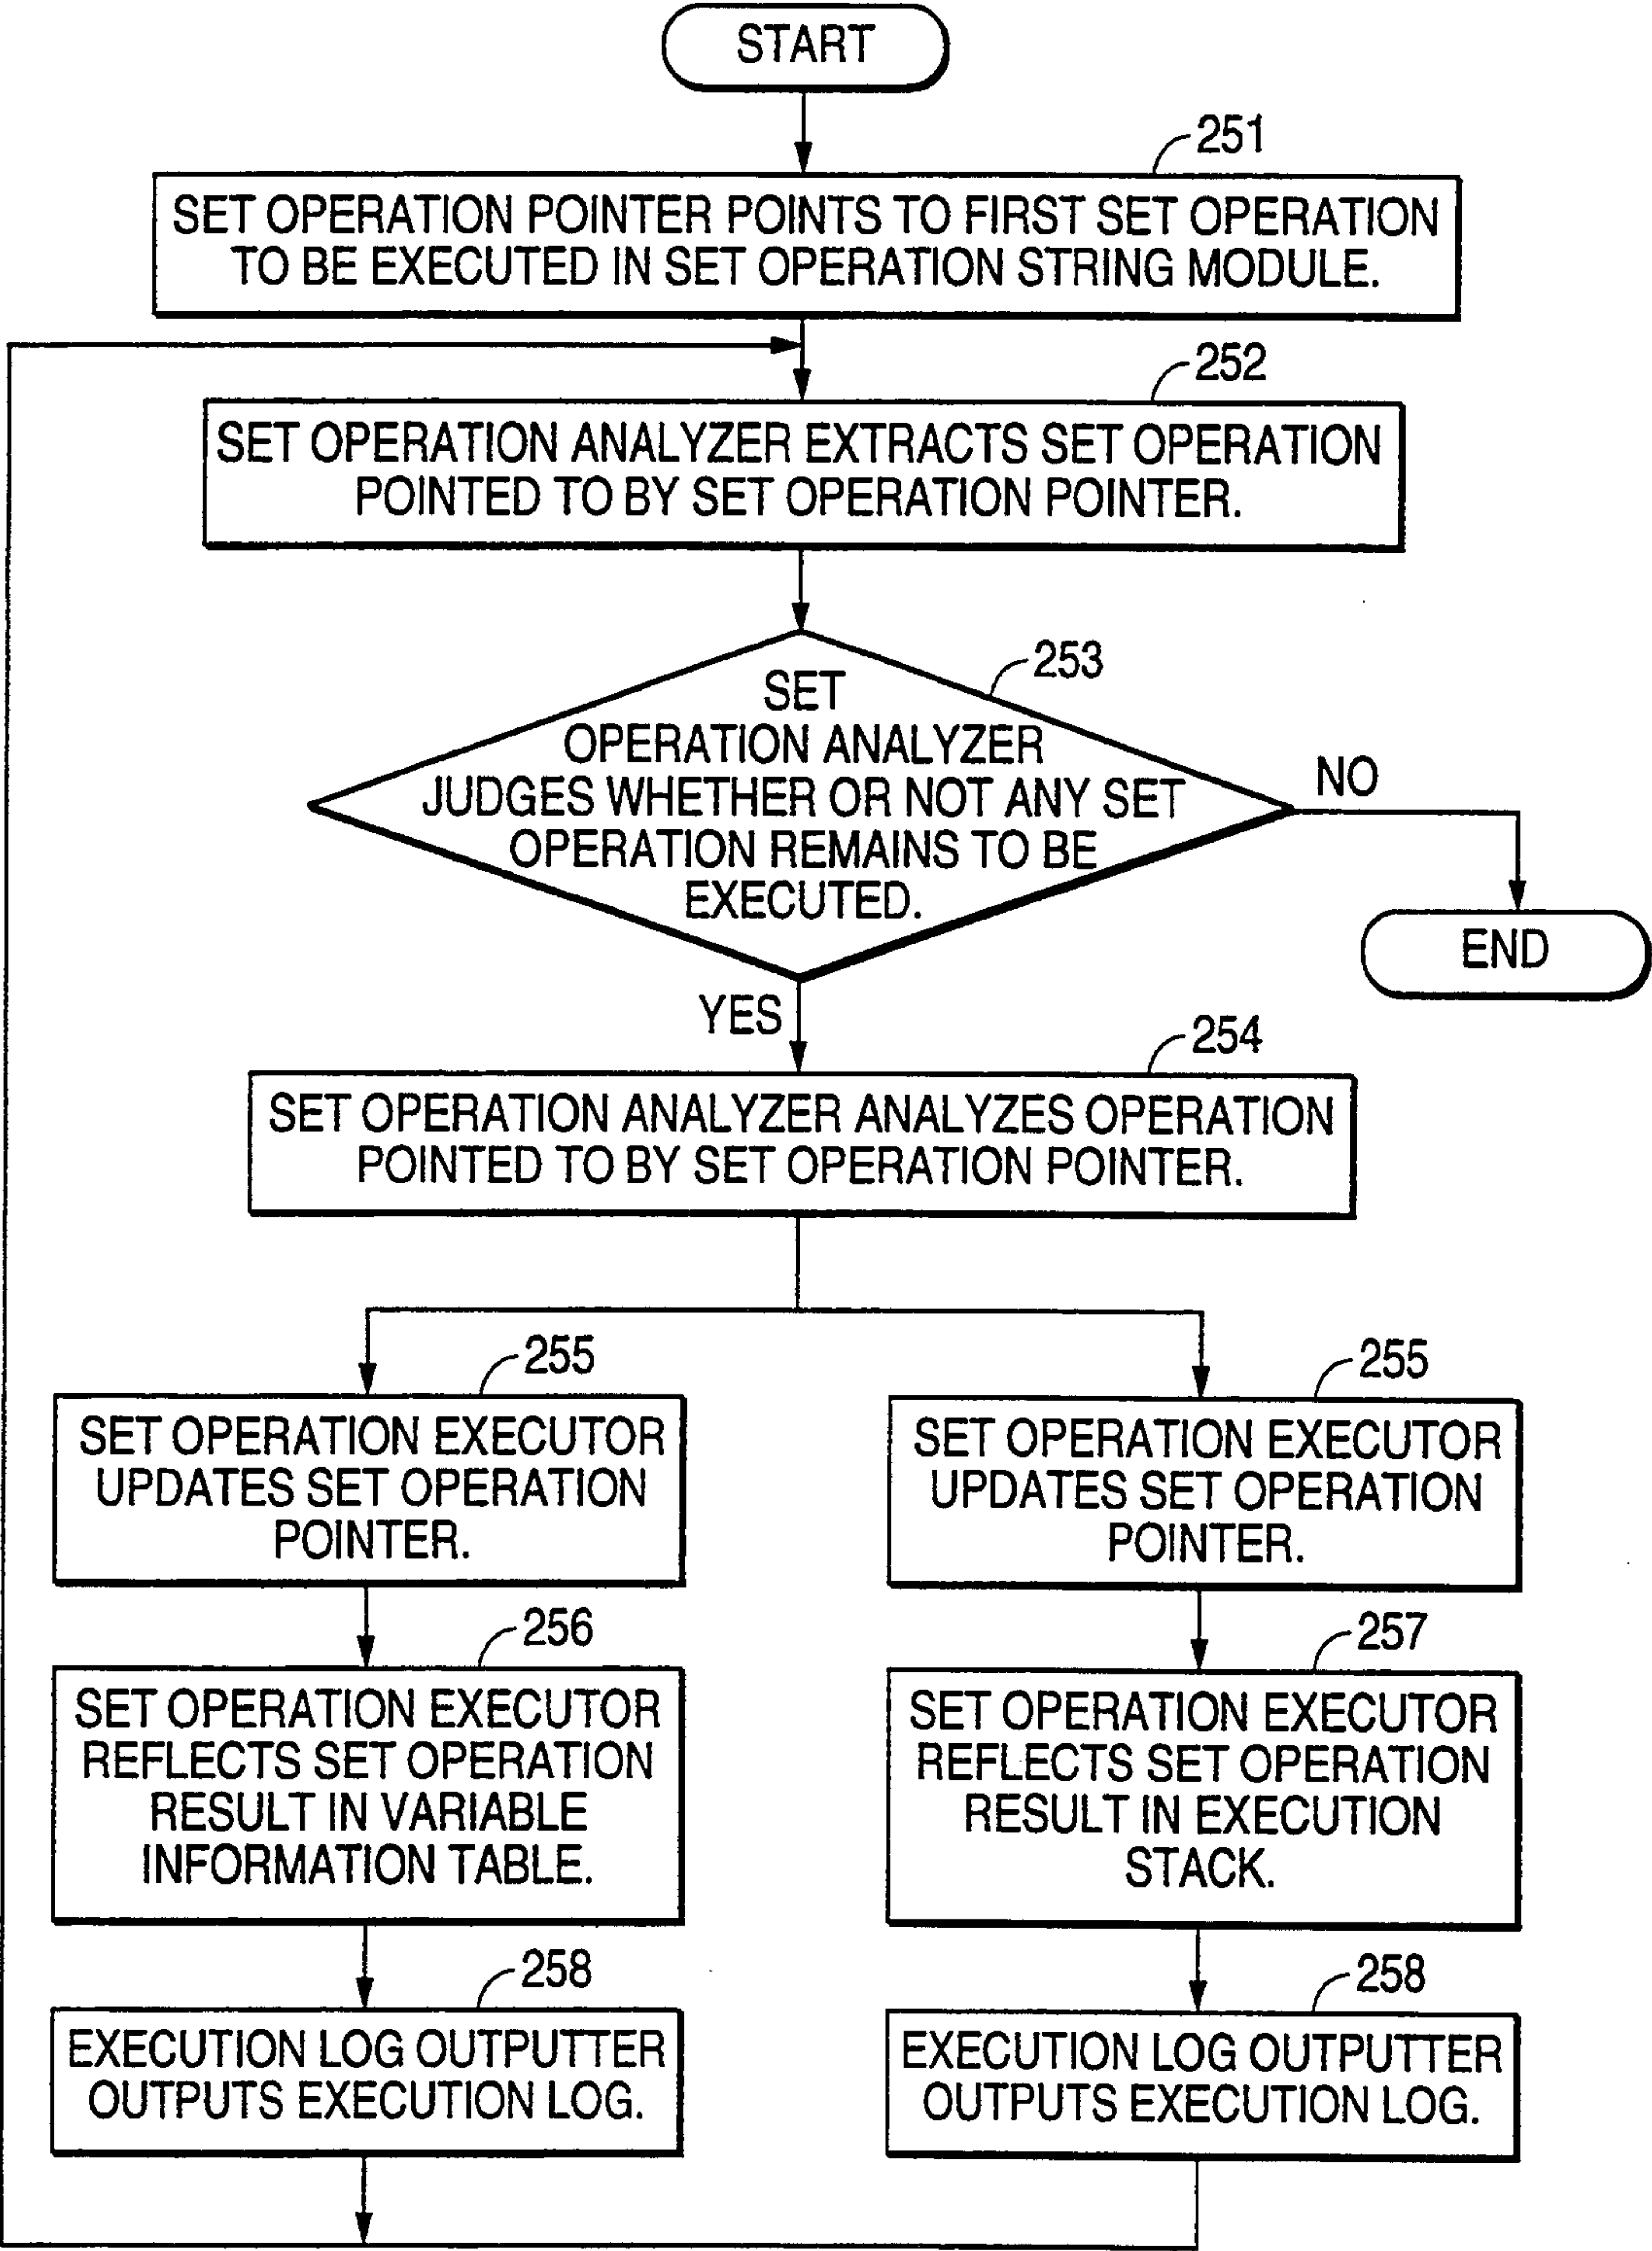 START
251
SET OPERATION POINTER POINTS TO FIRST SET OPERATION
TO BE EXECUTED IN SET OPERATION STRING MODULE.
252
SET OPERATION ANALYZER EXTRACTS SET OPERATION
POINTED TO BY SET OPERATION POINTER.
253
SET
OPERATION ANALYZER
JUDGES WHETHER OR NOT ANY SET
OPERATION REMAINS TO BE
EXECUTED.
NO
END
YES
254
SET OPERATION ANALYZER ANALYZES OPERATION
POINTED TO BY SET OPERATION POINTER.
255
SET OPERATION EXECUTOR
UPDATES SET OPERATION
POINTER.
255
SET OPERATION EXECUTOR
UPDATES SET OPERATION
POINTER.
256
SET OPERATION EXECUTOR
REFLECTS SET OPERATION
RESULT IN VARIABLE
INFORMATION TABLE.
257
SET OPERATION EXECUTOR
REFLECTS SET OPERATION
RESULT IN EXECUTION
STACK.
258
EXECUTION LOG OUTPUTTER
OUTPUTS EXECUTION LOG.
258
EXECUTION LOG OUTPUTTER
OUTPUTS EXECUTION LOG.